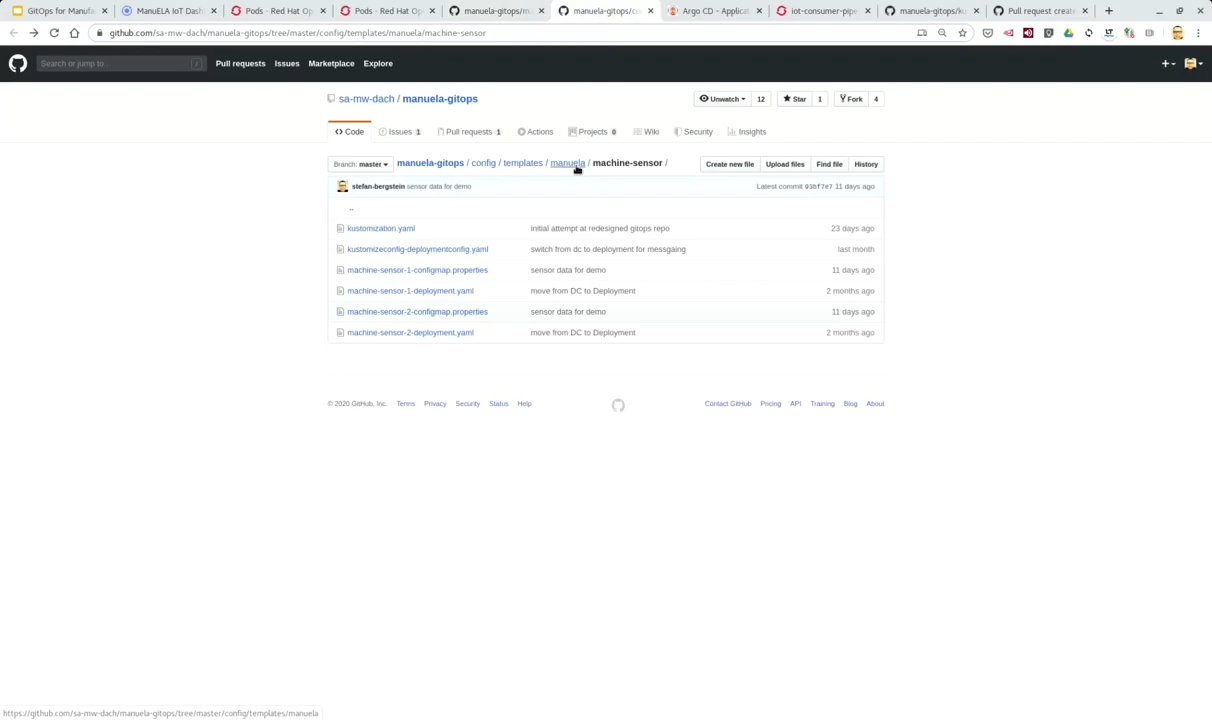 GitOps for Manufa
ManuELA IoT Dash
Pods · Red Hat Op
Pods · Red Hat Op
manuela-gitops/m
manuela-gitops/co
Argo CD - Applicat
iot-consumer-pipe
manuela-gitops/ku
Pull request create
github.com/sa-mw-dach/manuela-gitops/tree/master/config/templates/manuela/machine-sensor
Search or jump to...
/
Pull requests
Issues
Marketplace
Explore
sa-mw-dach / manuela-gitops
Unwatch
12
Star
1
Fork
4
Code
Issues 1
Pull requests 1
Actions
Projects 0
Wiki
Security
Insights
Branch: master
manuela-gitops / config / templates / manuela / machine-sensor /
Create new file
Upload files
Find file
History
stefan-bergstein sensor data for demo
Latest commit 03bf7e7 11 days ago
..
kustomization.yaml initial attempt at redesigned gitops repo 23 days ago
kustomizeconfig-deploymentconfig.yaml switch from dc to deployment for messgaing last month
machine-sensor-1-configmap.properties sensor data for demo 11 days ago
machine-sensor-1-deployment.yaml move from DC to Deployment 2 months ago
machine-sensor-2-configmap.properties sensor data for demo 11 days ago
machine-sensor-2-deployment.yaml move from DC to Deployment 2 months ago
© 2020 GitHub, Inc.
Terms
Privacy
Security
Status
Help
Contact GitHub
Pricing
API
Training
Blog
About
https://github.com/sa-mw-dach/manuela-gitops/tree/master/config/templates/manuela